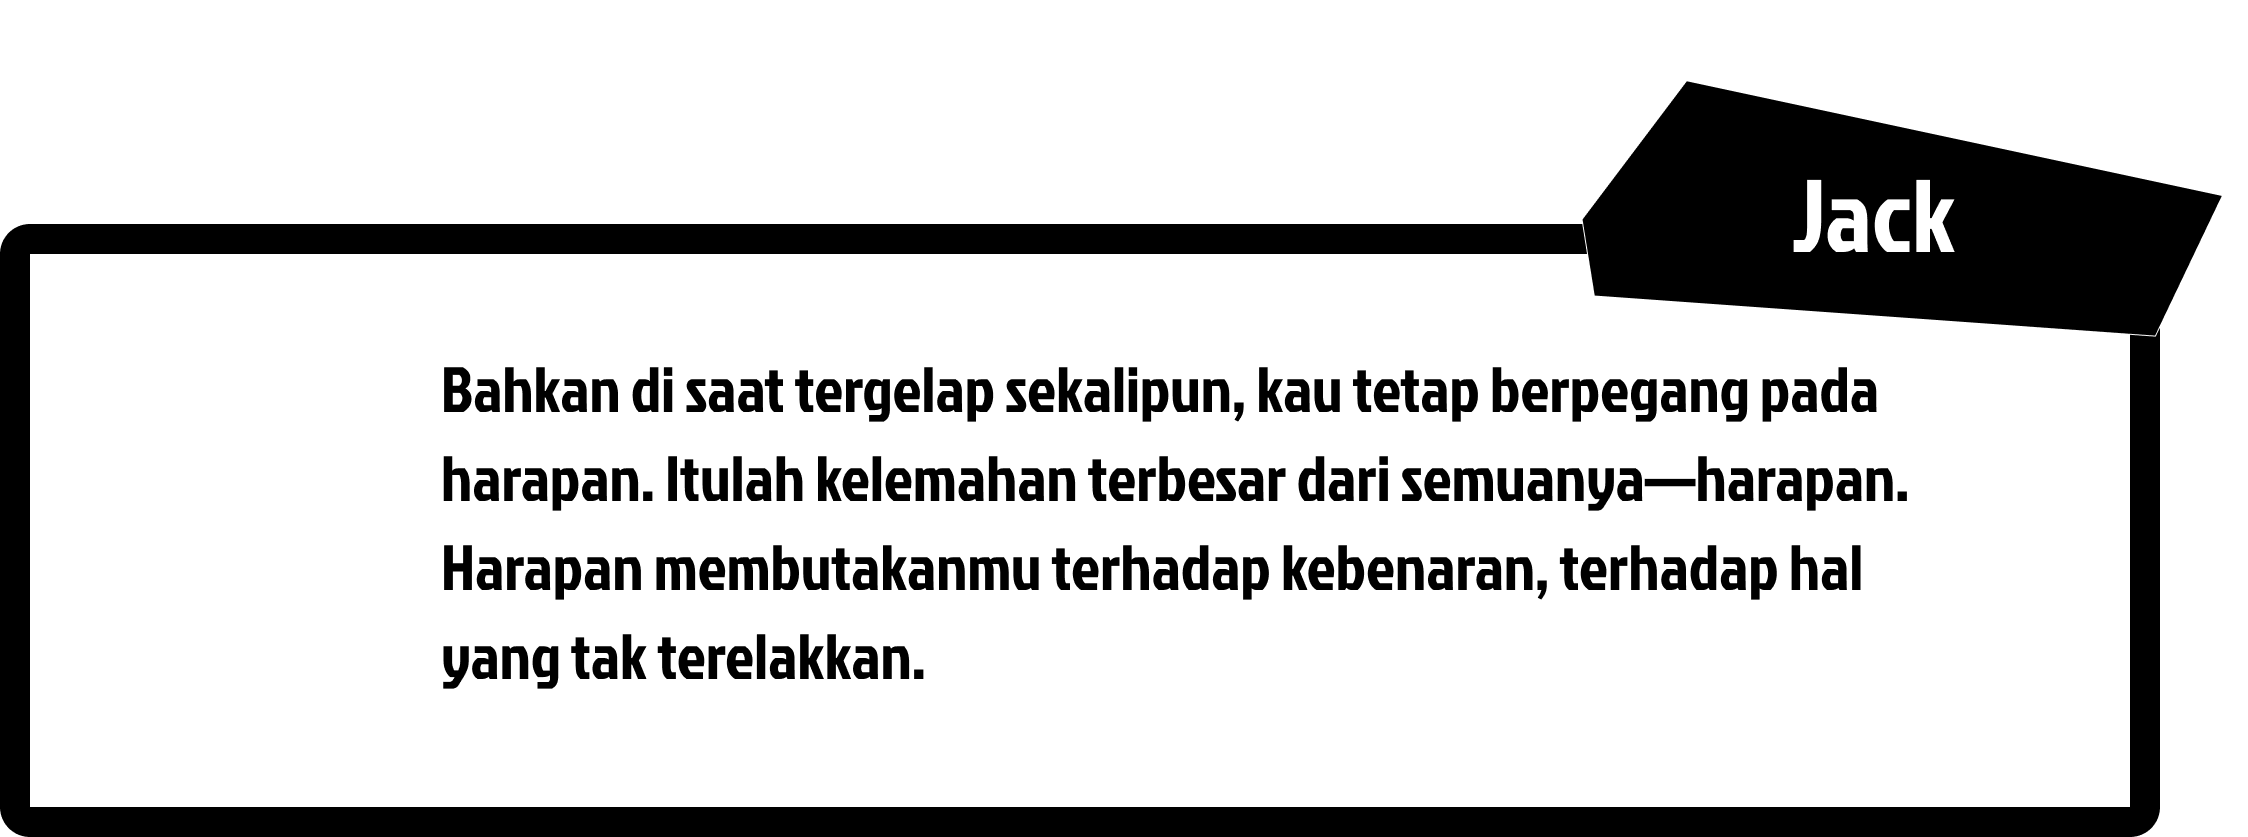 Jack
Bahkan di saat tergelap sekalipun, kau tetap berpegang pada
harapan. Itulah kelemahan terbesar dari semuanya—harapan.
Harapan membutakanmu terhadap kebenaran, terhadap hal
yang tak terelakkan.